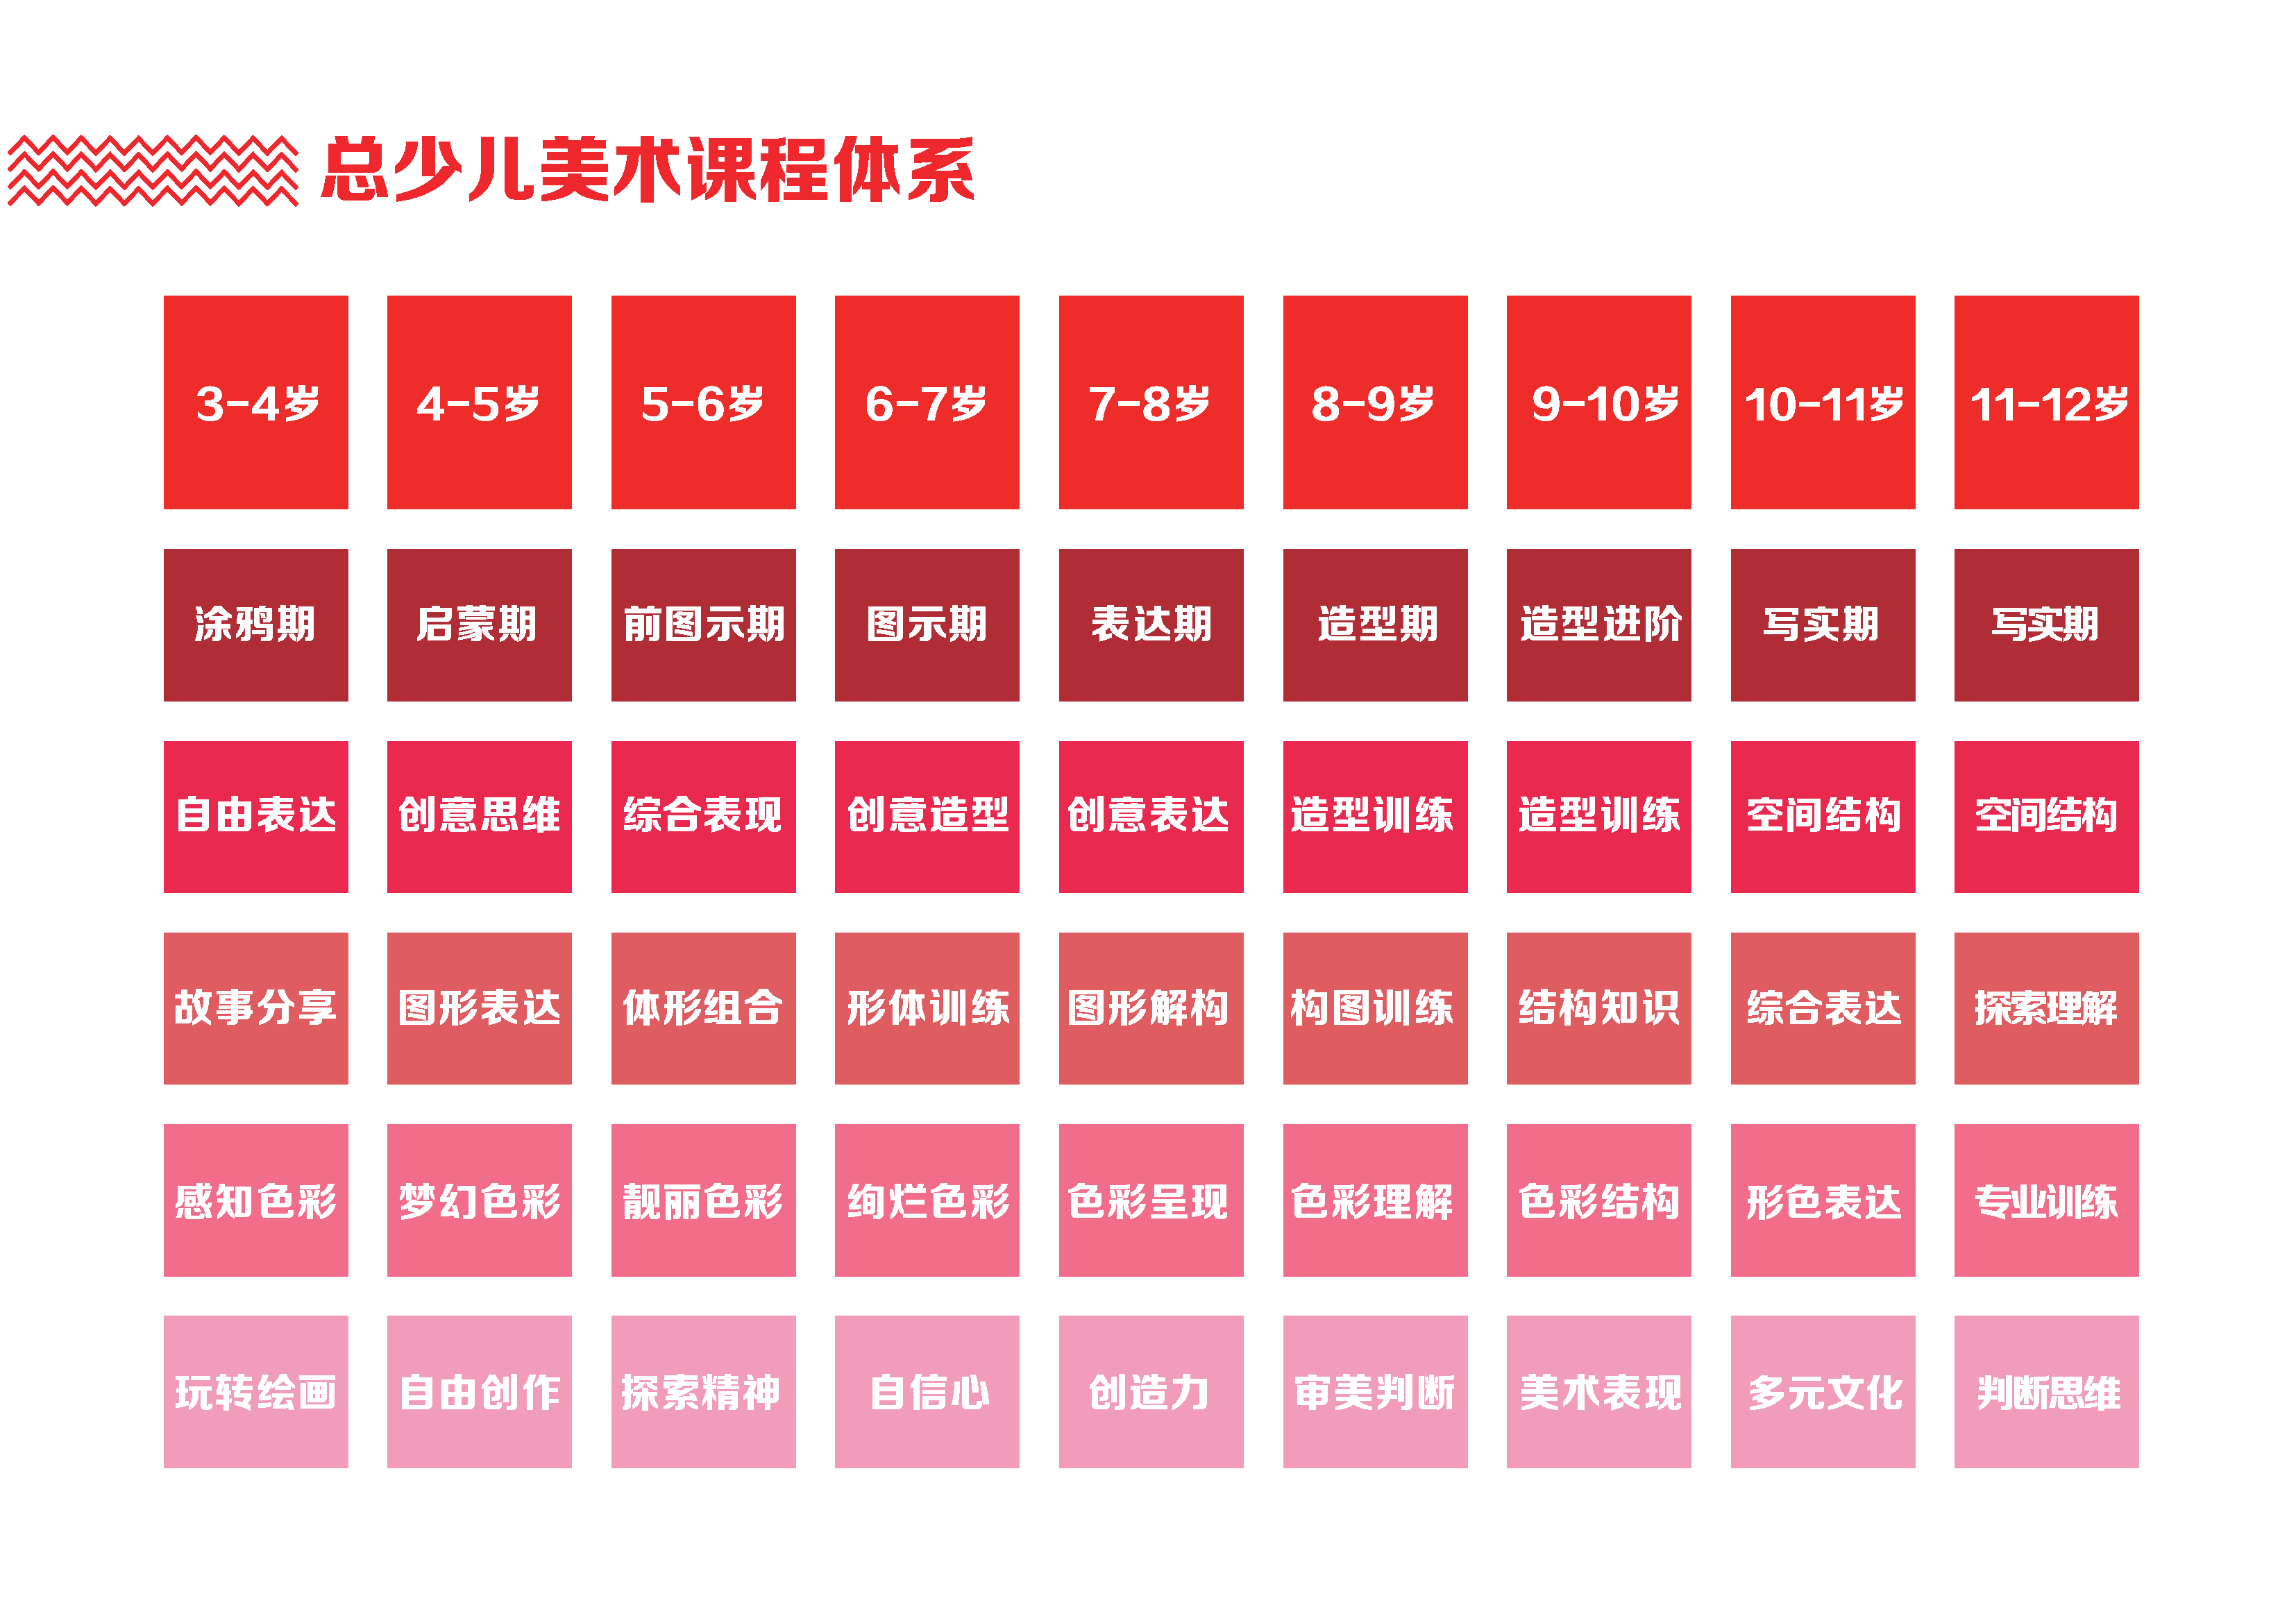 总少儿美术课程体系
3-4岁 4-5岁 5-6岁 6-7岁 7-8岁 8-9岁 9-10岁 10-11岁 11-12岁
涂鸦期 启蒙期 前图示期 图示期 表达期 造型期 造型进阶 写实期 写实期
自由表达 创意思维 综合表现 创意造型 创意表达 造型训练 造型训练 空间结构 空间结构
故事分享 图形表达 体形组合 形体训练 图形解构 构图训练 结构知识 综合表达 探索理解
感知色彩 梦幻色彩 靓丽色彩 绚烂色彩 色彩呈现 色彩理解 色彩结构 形色表达 专业训练
玩转绘画 自由创作 探索精神 自信心 创造力 审美判断 美术表现 多元文化 判断思维